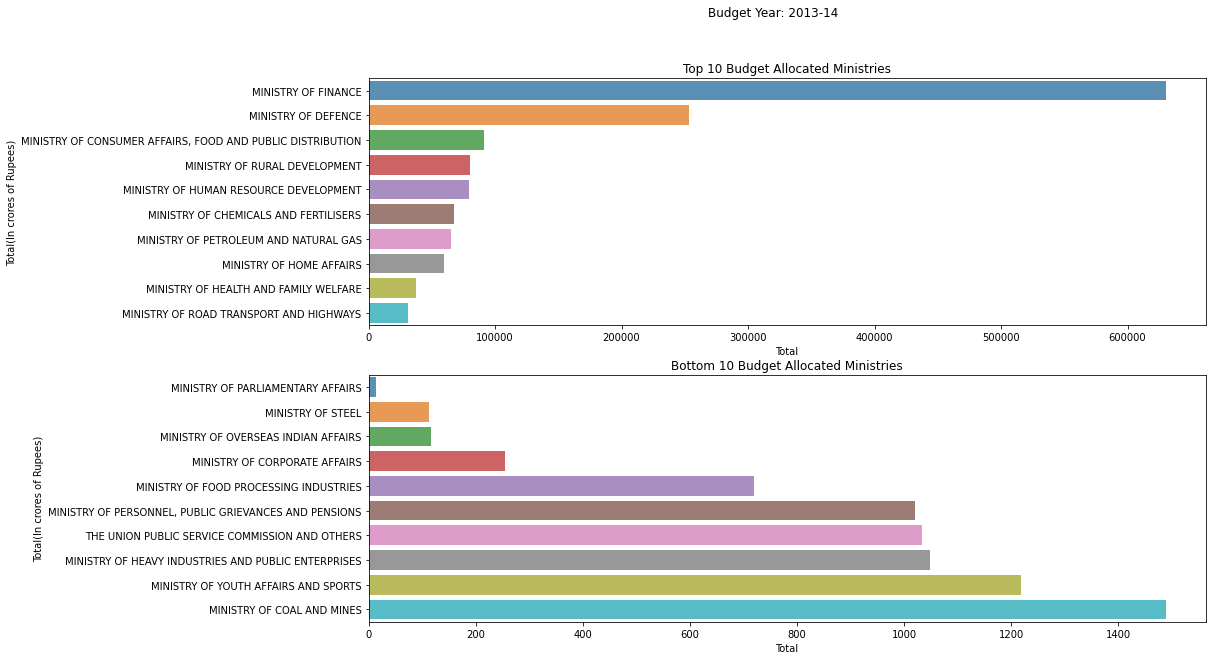 Budget Year: 2013-14
Top 10 Budget Allocated Ministries
Total(In crores of Rupees)
MINISTRY OF FINANCE
MINISTRY OF DEFENCE
MINISTRY OF CONSUMER AFFAIRS, FOOD AND PUBLIC DISTRIBUTION
MINISTRY OF RURAL DEVELOPMENT
MINISTRY OF HUMAN RESOURCE DEVELOPMENT
MINISTRY OF CHEMICALS AND FERTILISERS
MINISTRY OF PETROLEUM AND NATURAL GAS
MINISTRY OF HOME AFFAIRS
MINISTRY OF HEALTH AND FAMILY WELFARE
MINISTRY OF ROAD TRANSPORT AND HIGHWAYS
0 100000 200000 300000 400000 500000 600000
Total
Bottom 10 Budget Allocated Ministries
Total(In crores of Rupees)
MINISTRY OF PARLIAMENTARY AFFAIRS
MINISTRY OF STEEL
MINISTRY OF OVERSEAS INDIAN AFFAIRS
MINISTRY OF CORPORATE AFFAIRS
MINISTRY OF FOOD PROCESSING INDUSTRIES
MINISTRY OF PERSONNEL, PUBLIC GRIEVANCES AND PENSIONS
THE UNION PUBLIC SERVICE COMMISSION AND OTHERS
MINISTRY OF HEAVY INDUSTRIES AND PUBLIC ENTERPRISES
MINISTRY OF YOUTH AFFAIRS AND SPORTS
MINISTRY OF COAL AND MINES
0 200 400 600 800 1000 1200 1400
Total